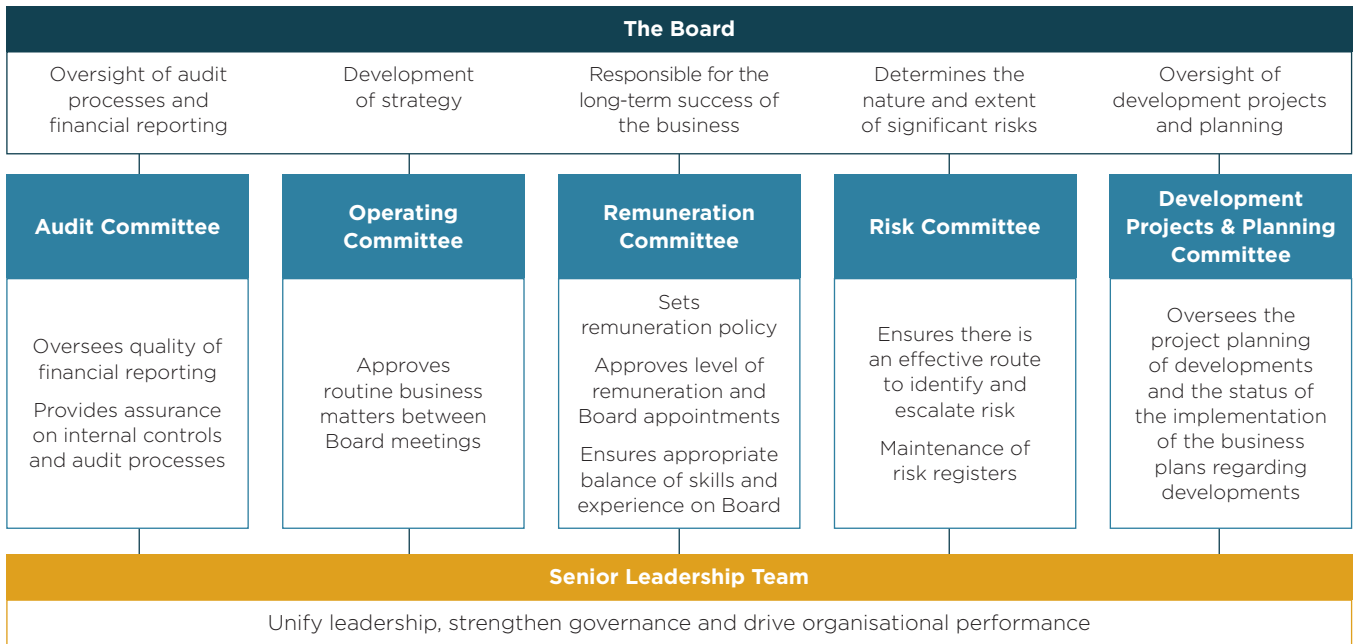 The Board
Oversight of audit
processes and
financial reporting
Development
of strategy
Responsible for the
long-term success of
the business
Determines the
nature and extent
of significant risks
Oversight of
development projects
and planning
Audit Committee
Operating
Committee
Remuneration
Committee
Risk Committee
Development
Projects & Planning
Committee
Oversees quality of
financial reporting
Provides assurance
on internal controls
and audit processes
Approves
routine business
matters between
Board meetings
Sets
remuneration policy
Approves level of
remuneration and
Board appointments
Ensures appropriate
balance of skills and
experience on Board
Ensures there is
an effective route
to identify and
escalate risk
Maintenance of
risk registers
Oversees the
project planning
of developments
and the status of
the implementation
of the business
plans regarding
developments
Senior Leadership Team
Unify leadership, strengthen governance and drive organisational performance